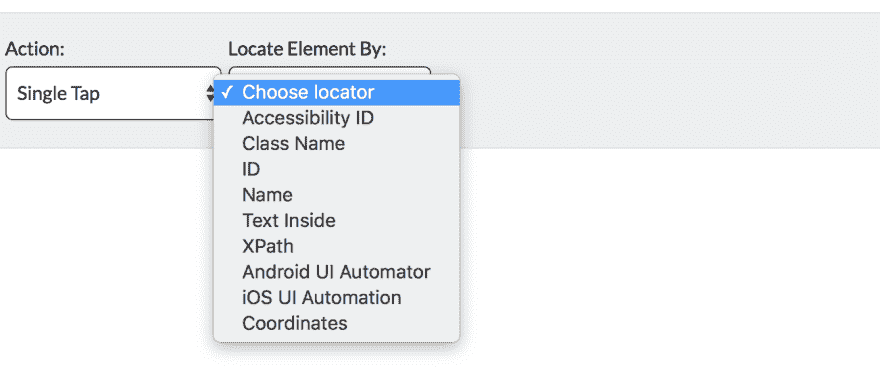 Action: Locate Element By:
Single Tap ✓ Choose locator
Accessibility ID
Class Name
ID
Name
Text Inside
XPath
Android UI Automator
iOS UI Automation
Coordinates